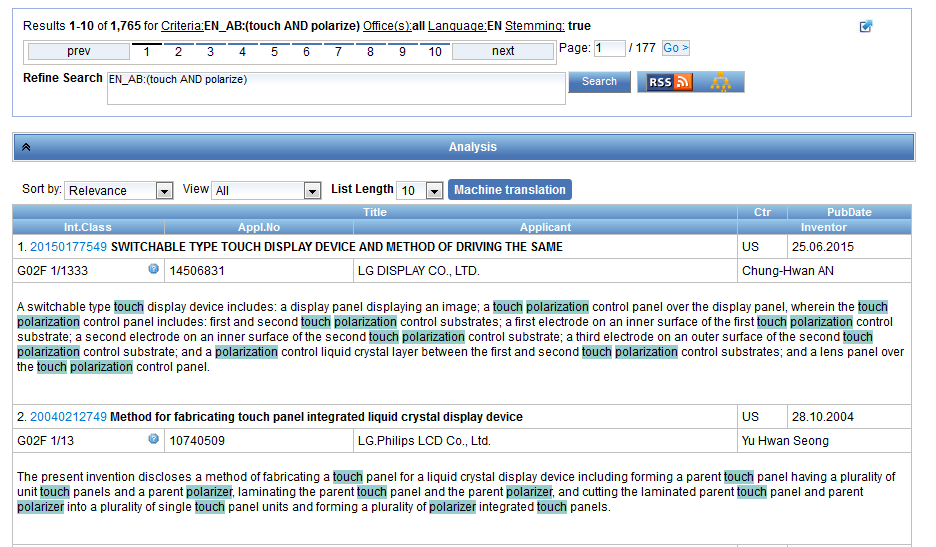 Results 1-10 of 1,765 for Criteria:EN_AB:(touch AND polarize) Office(s):all Language:EN Stemming: true
prev 1 2 3 4 5 6 7 8 9 10 next Page: 1 / 177 Go >
Refine Search EN_AB:(touch AND polarize) Search RSS
Analysis
Sort by: Relevance View All List Length 10 Machine translation
Title Ctr PubDate
Int.Class Appl.No Applicant Inventor
1. 20150177549 SWITCHABLE TYPE TOUCH DISPLAY DEVICE AND METHOD OF DRIVING THE SAME US 25.06.2015
G02F 1/1333 ? 14506831 LG DISPLAY CO., LTD. Chung-Hwan AN
A switchable type touch display device includes: a display panel displaying an image; a touch polarization control panel over the display panel, wherein the touch
polarization control panel includes: first and second touch polarization control substrates; a first electrode on an inner surface of the first touch polarization control
substrate; a second electrode on an inner surface of the second touch polarization control substrate; a third electrode on an outer surface of the second touch
polarization control substrate; and a polarization control liquid crystal layer between the first and second touch polarization control substrates; and a lens panel over
the touch polarization control panel.
2. 20040212749 Method for fabricating touch panel integrated liquid crystal display device US 28.10.2004
G02F 1/13 ? 10740509 LG.Philips LCD Co., Ltd. Yu Hwan Seong
The present invention discloses a method of fabricating a touch panel for a liquid crystal display device including forming a parent touch panel having a plurality of
unit touch panels and a parent polarizer, laminating the parent touch panel and the parent polarizer, and cutting the laminated parent touch panel and parent
polarizer into a plurality of single touch panel units and forming a plurality of polarizer integrated touch panels.